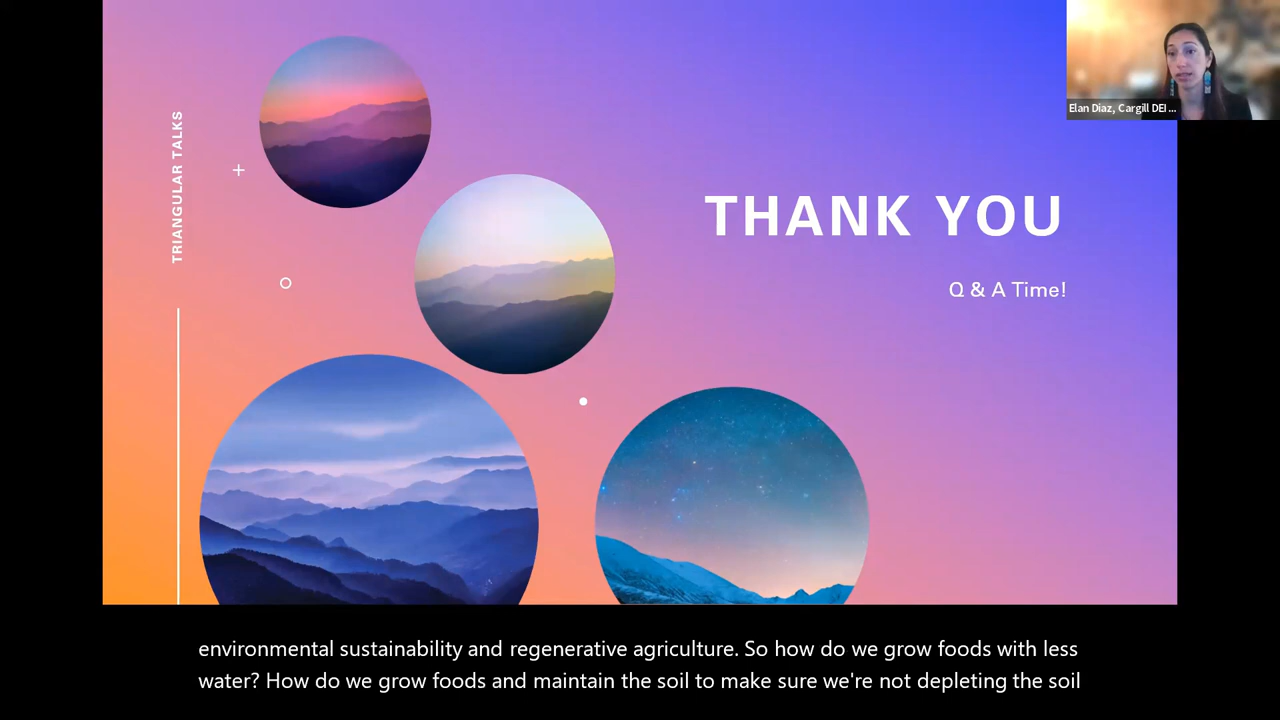 TRIANGULAR TALKS
THANK YOU
Q & A Time!
Elan Diaz, Cargill DEI ...
environmental sustainability and regenerative agriculture. So how do we grow foods with less
water? How do we grow foods and maintain the soil to make sure we're not depleting the soil